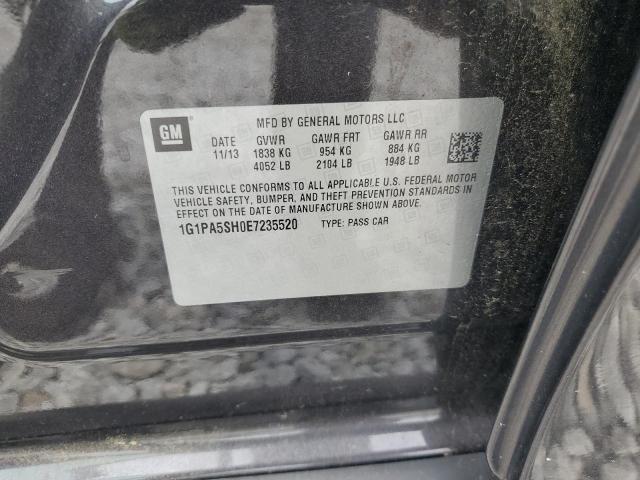 GM
MFD BY GENERAL MOTORS LLC
DATE GVWR GAWR FRT GAWR RR
11/13 1838 KG 954 KG 884 KG
4052 LB 2104 LB 1948 LB
THIS VEHICLE CONFORMS TO ALL APPLICABLE U.S. FEDERAL MOTOR
VEHICLE SAFETY, BUMPER, AND THEFT PREVENTION STANDARDS IN
EFFECT ON THE DATE OF MANUFACTURE SHOWN ABOVE.
1G1PA5SH0E7235520 TYPE: PASS CAR